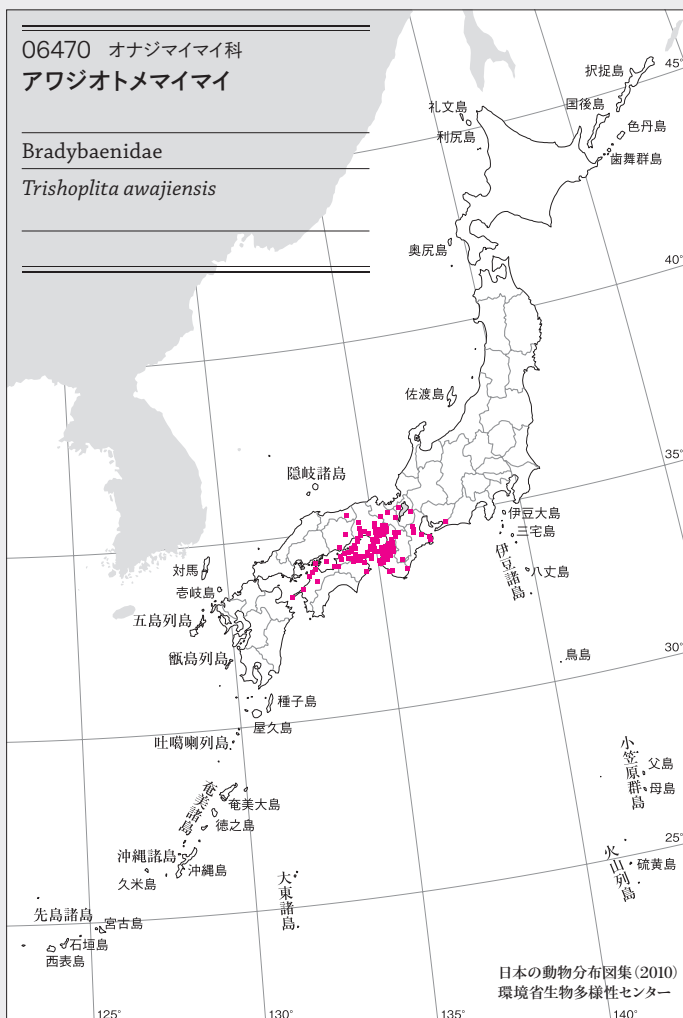 06470 オナジマイマイ科
アワジオトメマイマイ
Bradybaenidae
Trishoplita awajiensis
択捉島
45°
国後島
礼文島
色丹島
利尻島
歯舞群島
奥尻島
40°
佐渡島
35°
隠岐諸島
伊豆大島
三宅島
伊豆諸島
八丈島
対馬
壱岐島
五島列島
甑島列島
鳥島
30°
種子島
屋久島
吐噶喇列島
小笠原群島
父島
母島
奄美諸島
奄美大島
徳之島
25°
沖縄諸島
沖縄島
久米島
火山列島
硫黄島
大東諸島
先島諸島
宮古島
石垣島
西表島
日本の動物分布図集(2010)
環境省生物多様性センター
125°
130°
135°
140°